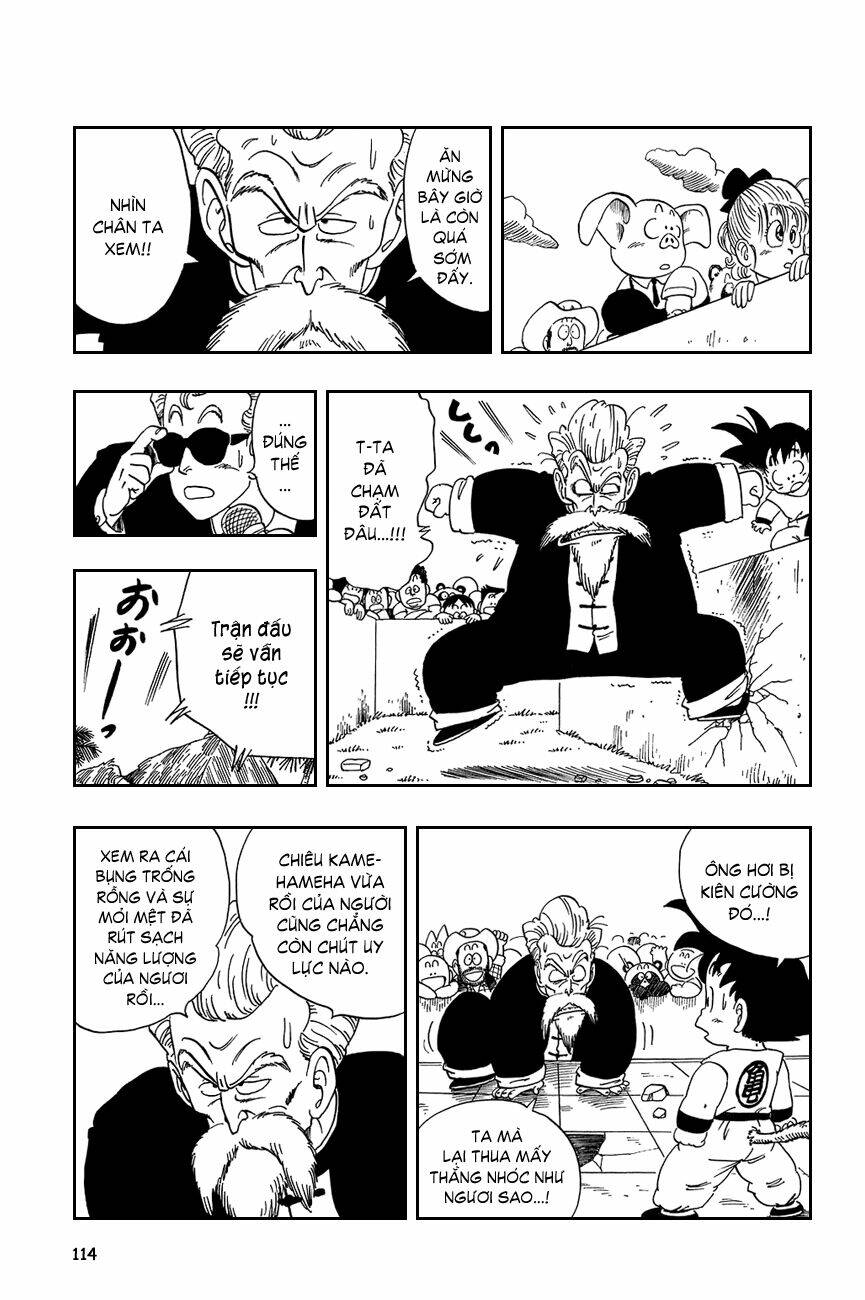 ĂN
MỪNG
BÂY GIỜ
LÀ CÒN
QUÁ
SỚM
ĐẤY.
NHÌN
CHÂN TA
XEM!!
T-TA
ĐÃ
CHẠM
ĐẤT
ĐÂU...!!!
...
ĐÚNG
THẾ
...
Trận đấu
sẽ vẫn
tiếp tục
!!!
おおーっ
ÔNG HƠI BỊ
KIÊN CƯỜNG
ĐÓ...!
亀
TA MÀ
LẠI THUA MẤY
THẰNG NHÓC NHƯ
NGƯƠI SAO...!
CHIÊU KAME-
HAMEHA VỪA
RỒI CỦA NGƯỜI
CŨNG CHẲNG
CÒN CHÚT UY
LỰC NÀO.
XEM RA CÁI
BỤNG TRỐNG
RỖNG VÀ SỰ
MỎI MỆT ĐÃ
RÚT SẠCH
NĂNG LƯỢNG
CỦA NGƯƠI
RỒI...
114